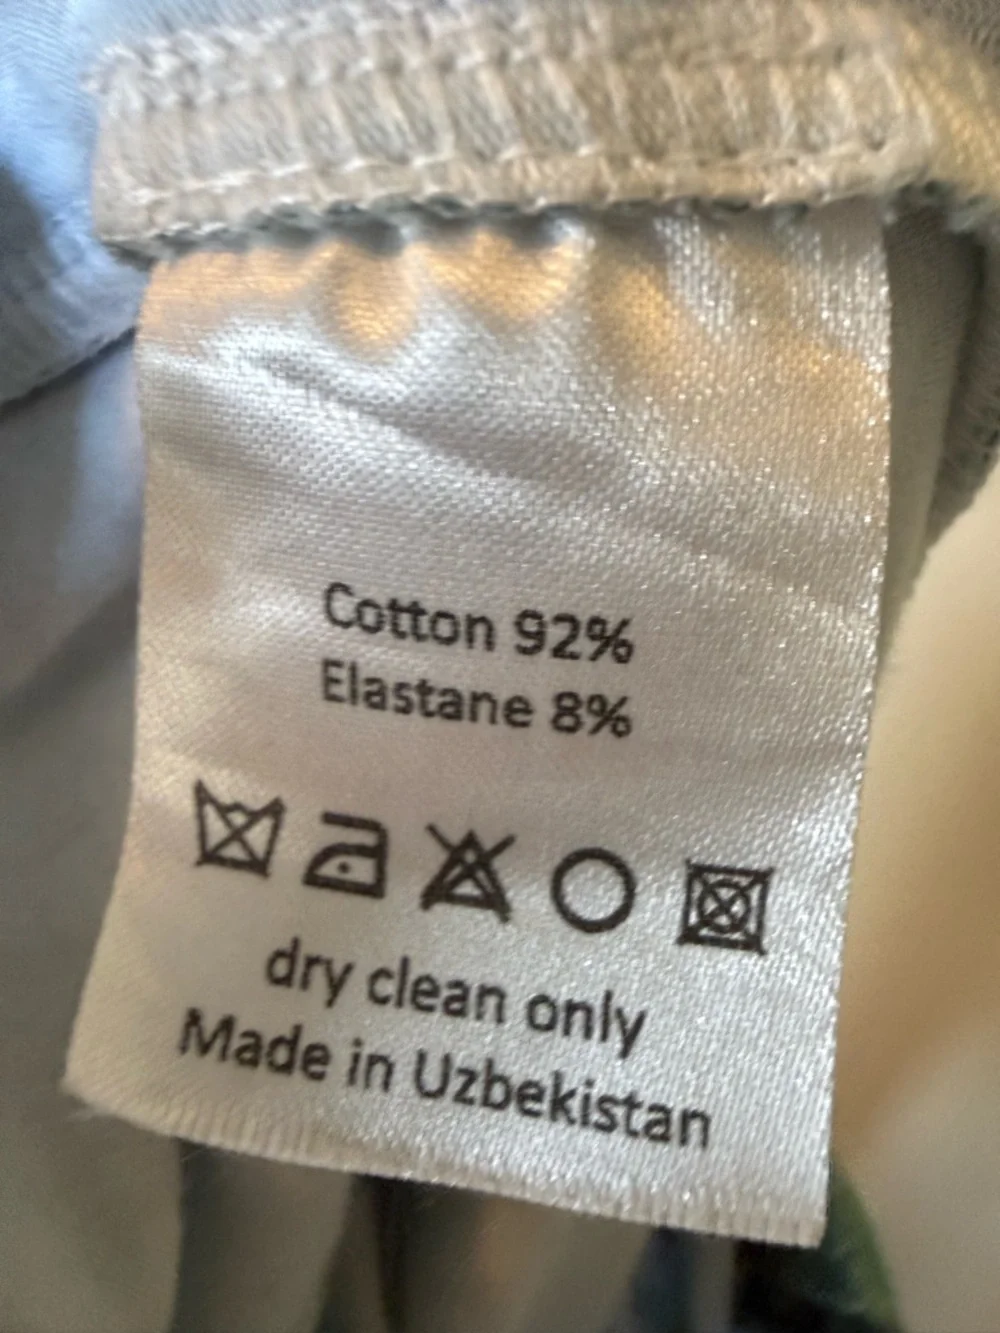 Cotton 92%
Elastane 8%
dry clean only
Made in Uzbekistan